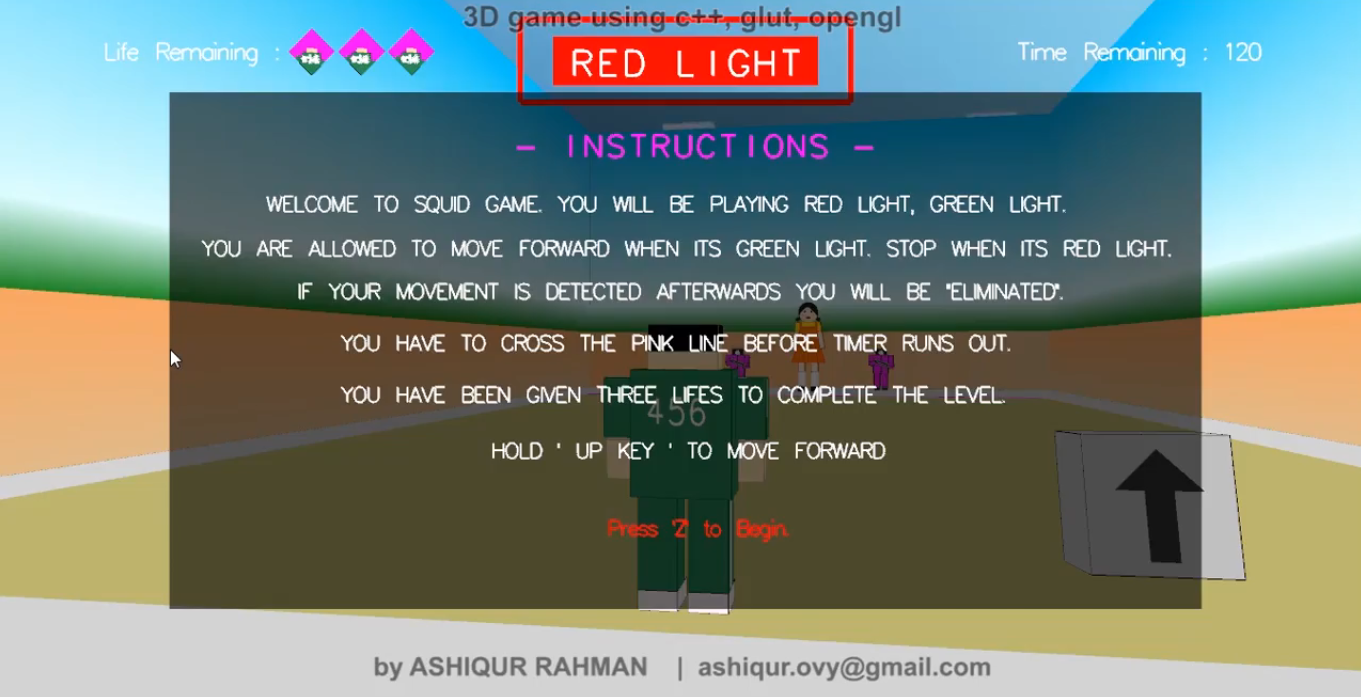 3D game using c++, glut, opengl
Life Remaining :
RED LIGHT
Time Remaining : 120
- INSTRUCTIONS -
WELCOME TO SQUID GAME. YOU WILL BE PLAYING RED LIGHT, GREEN LIGHT.
YOU ARE ALLOWED TO MOVE FORWARD WHEN ITS GREEN LIGHT. STOP WHEN ITS RED LIGHT.
IF YOUR MOVEMENT IS DETECTED AFTERWARDS YOU WILL BE "ELIMINATED".
YOU HAVE TO CROSS THE PINK LINE BEFORE TIMER RUNS OUT.
YOU HAVE BEEN GIVEN THREE LIFES TO COMPLETE THE LEVEL.
456
HOLD ' UP KEY ' TO MOVE FORWARD
Press 'Z' to Begin.
by ASHIQUR RAHMAN | ashiqur.ovy@gmail.com